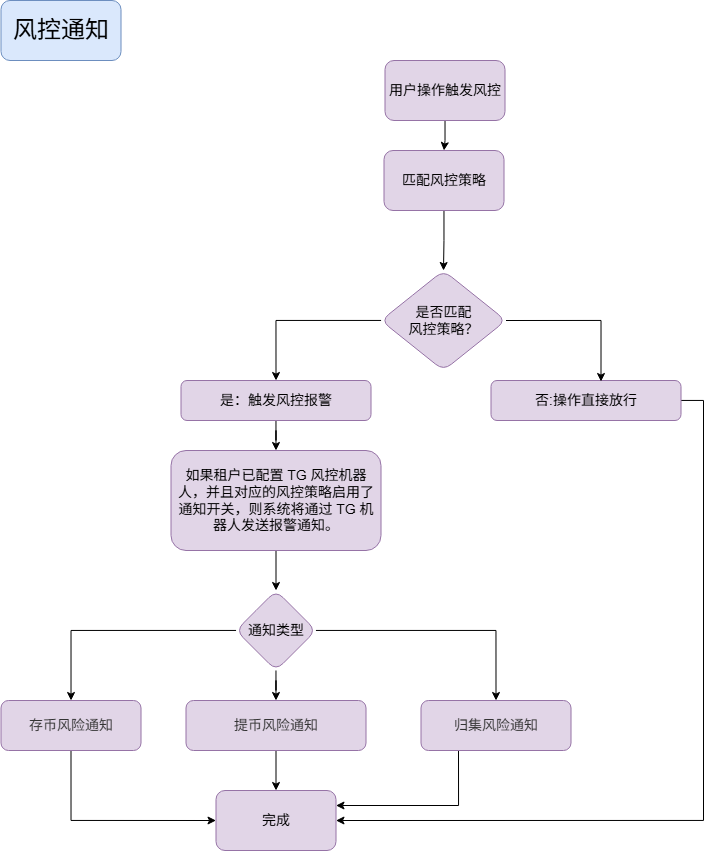 风控通知
用户操作触发风控
匹配风控策略
是否匹配
风控策略？
是：触发风控报警
否:操作直接放行
如果租户已配置 TG 风控机器
人，并且对应的风控策略启用了
通知开关，则系统将通过 TG 机
器人发送报警通知。
通知类型
存币风险通知
提币风险通知
归集风险通知
完成